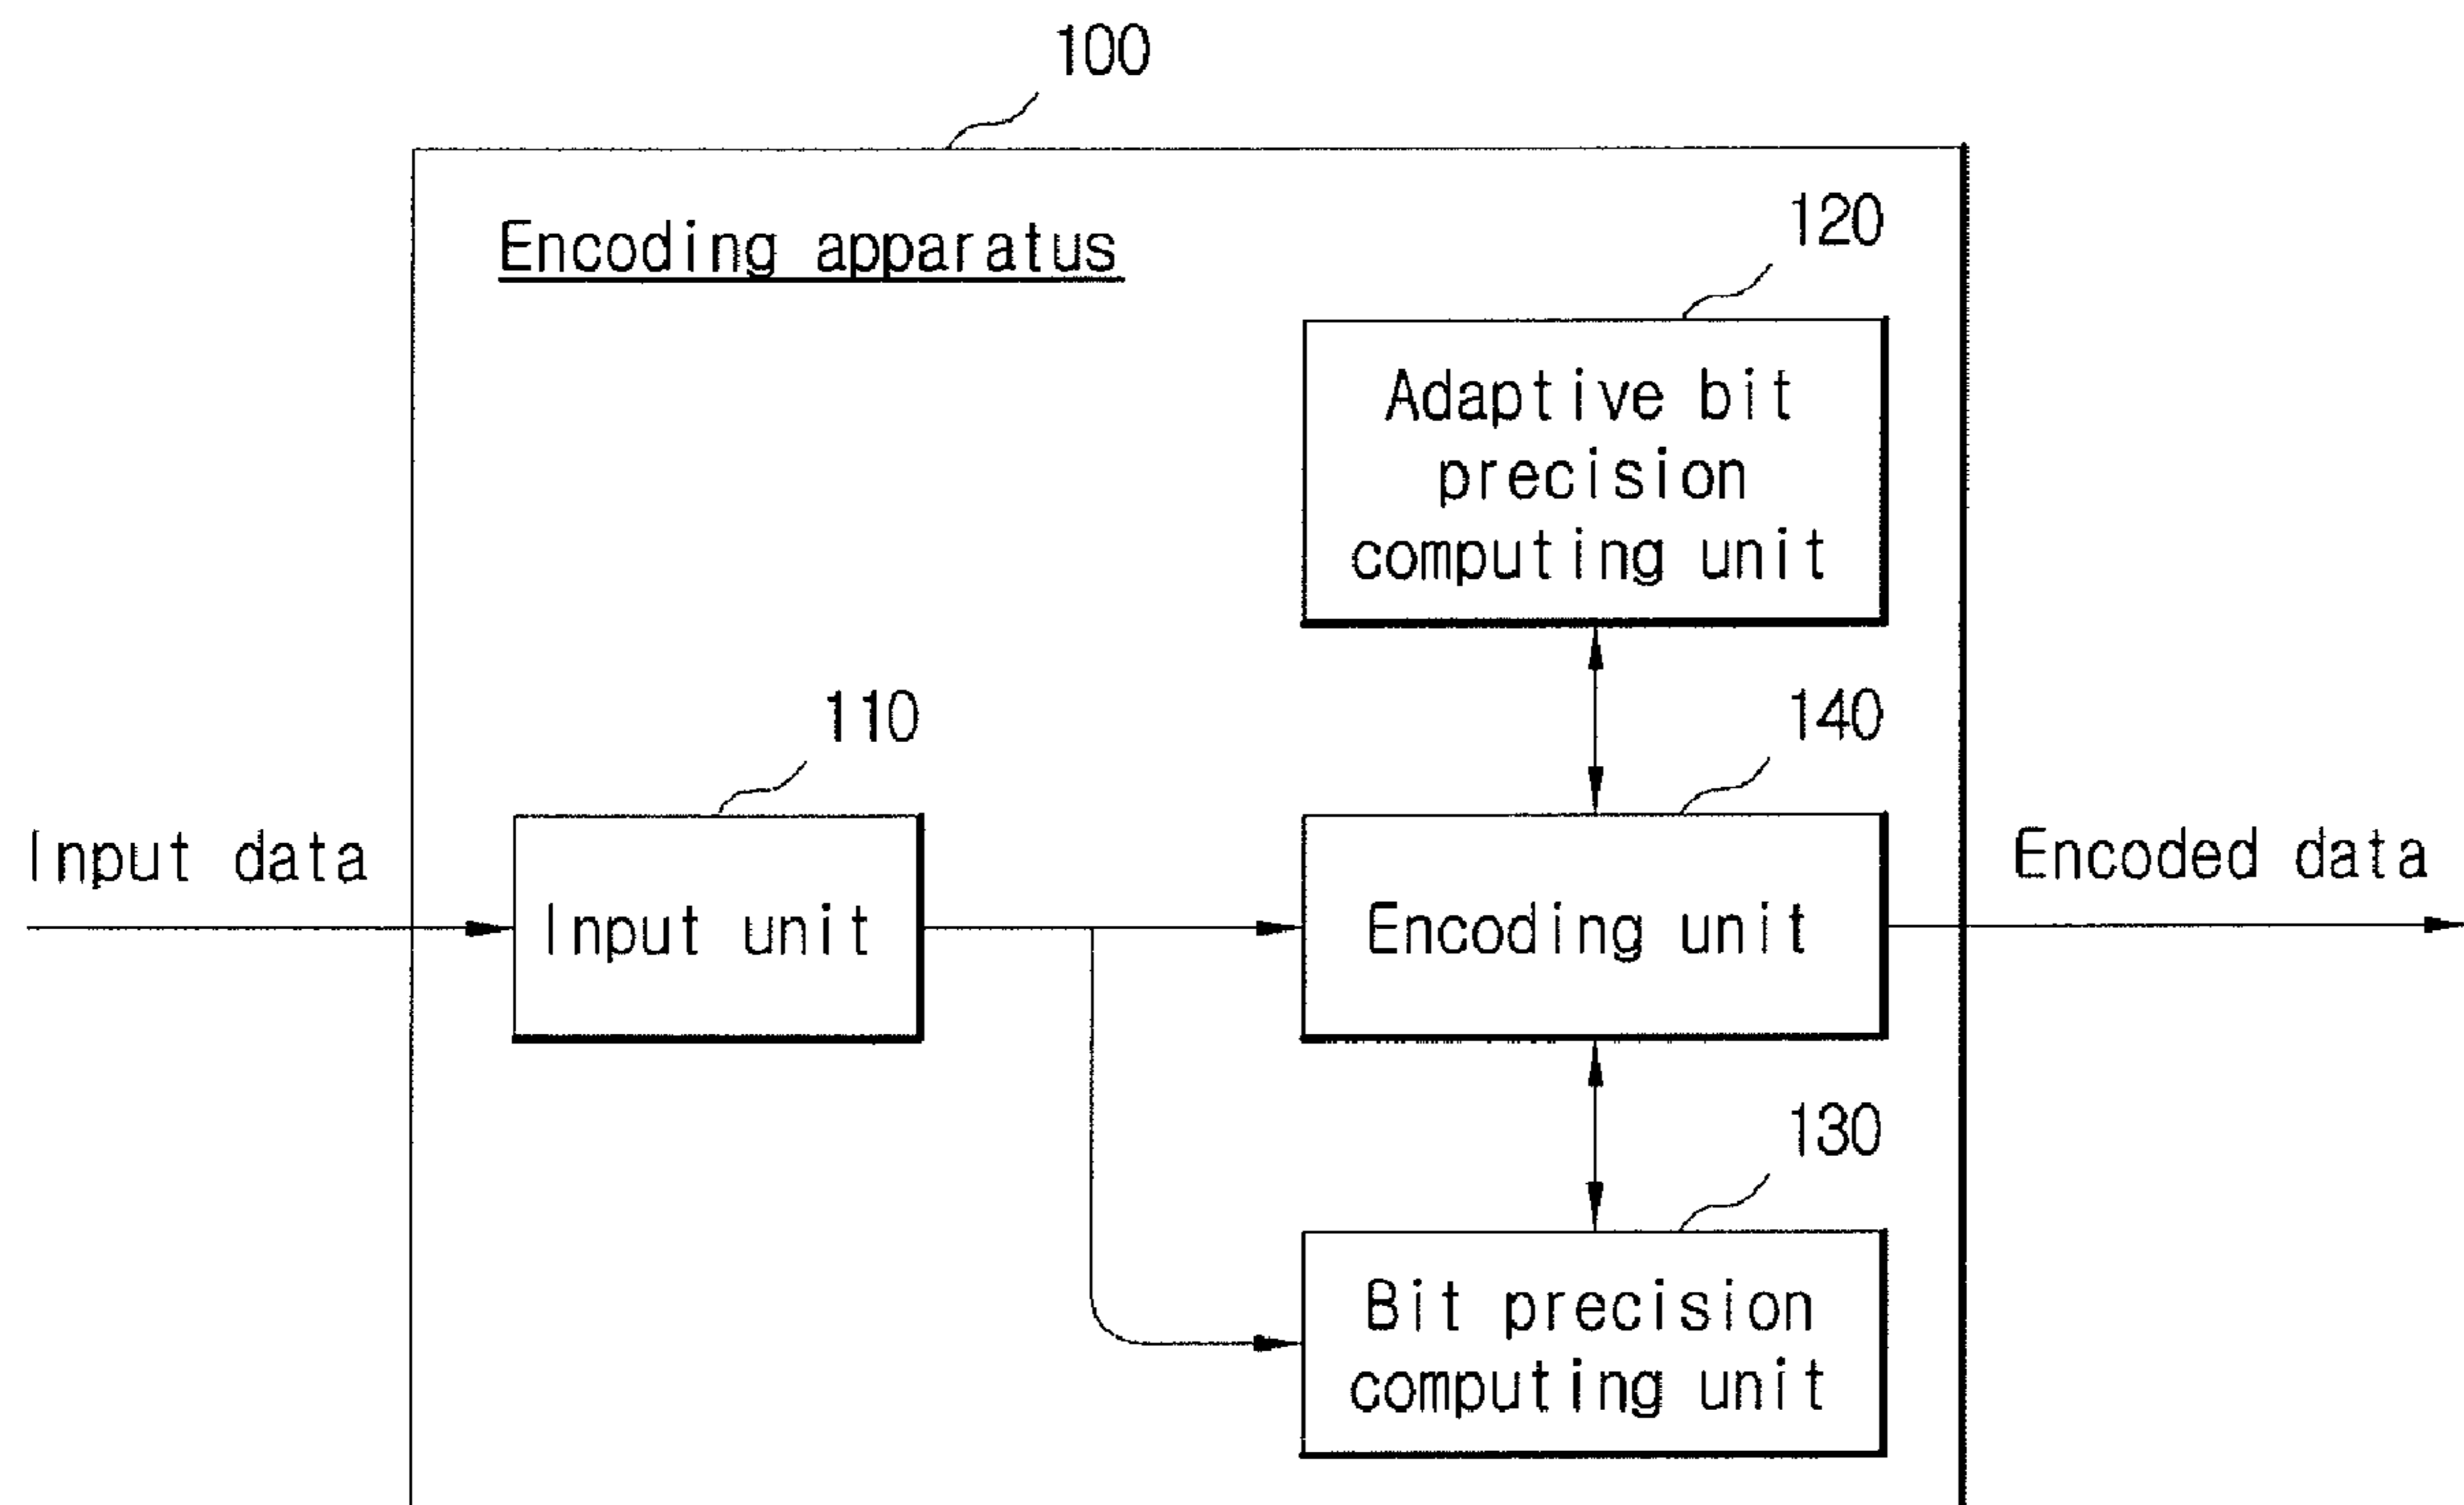 100
Encoding apparatus
120
Adaptive bit
precision
computing unit
110
140
Input data
Input unit
Encoding unit
Encoded data
130
Bit precision
computing unit